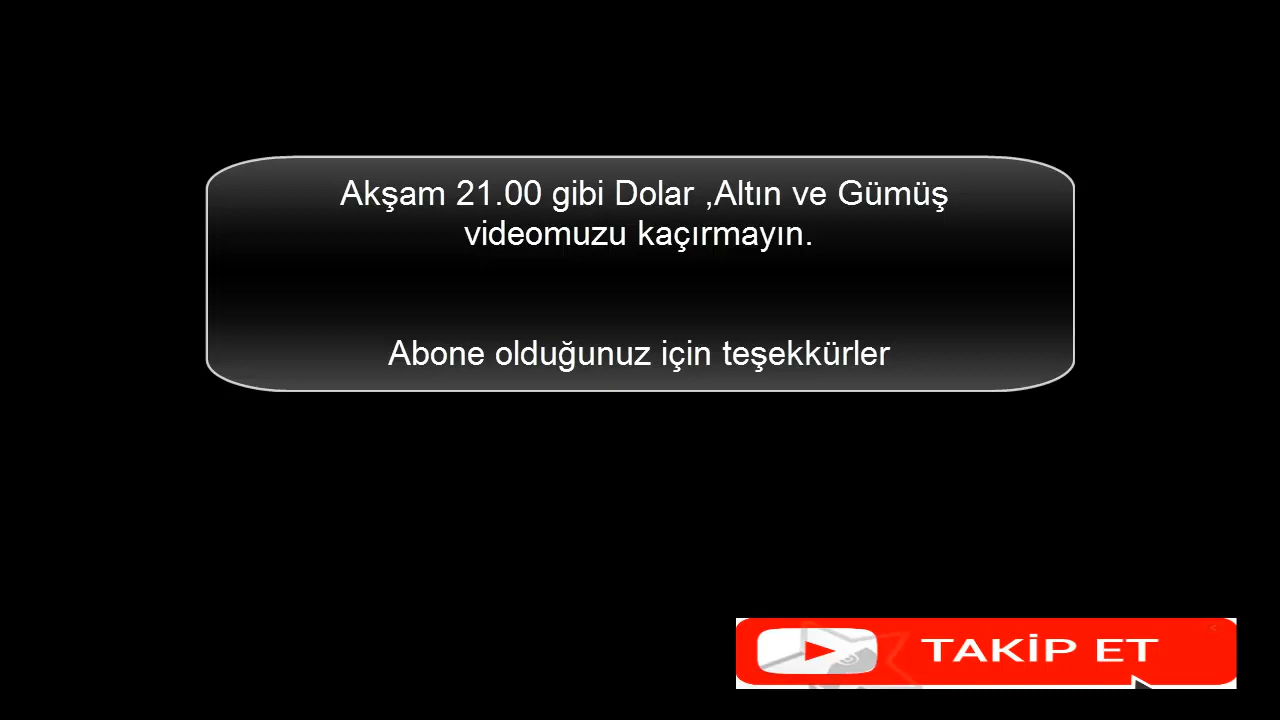 Akşam 21.00 gibi Dolar ,Altın ve Gümüş
videomuzu kaçırmayın.
Abone olduğunuz için teşekkürler
TAKİP ET